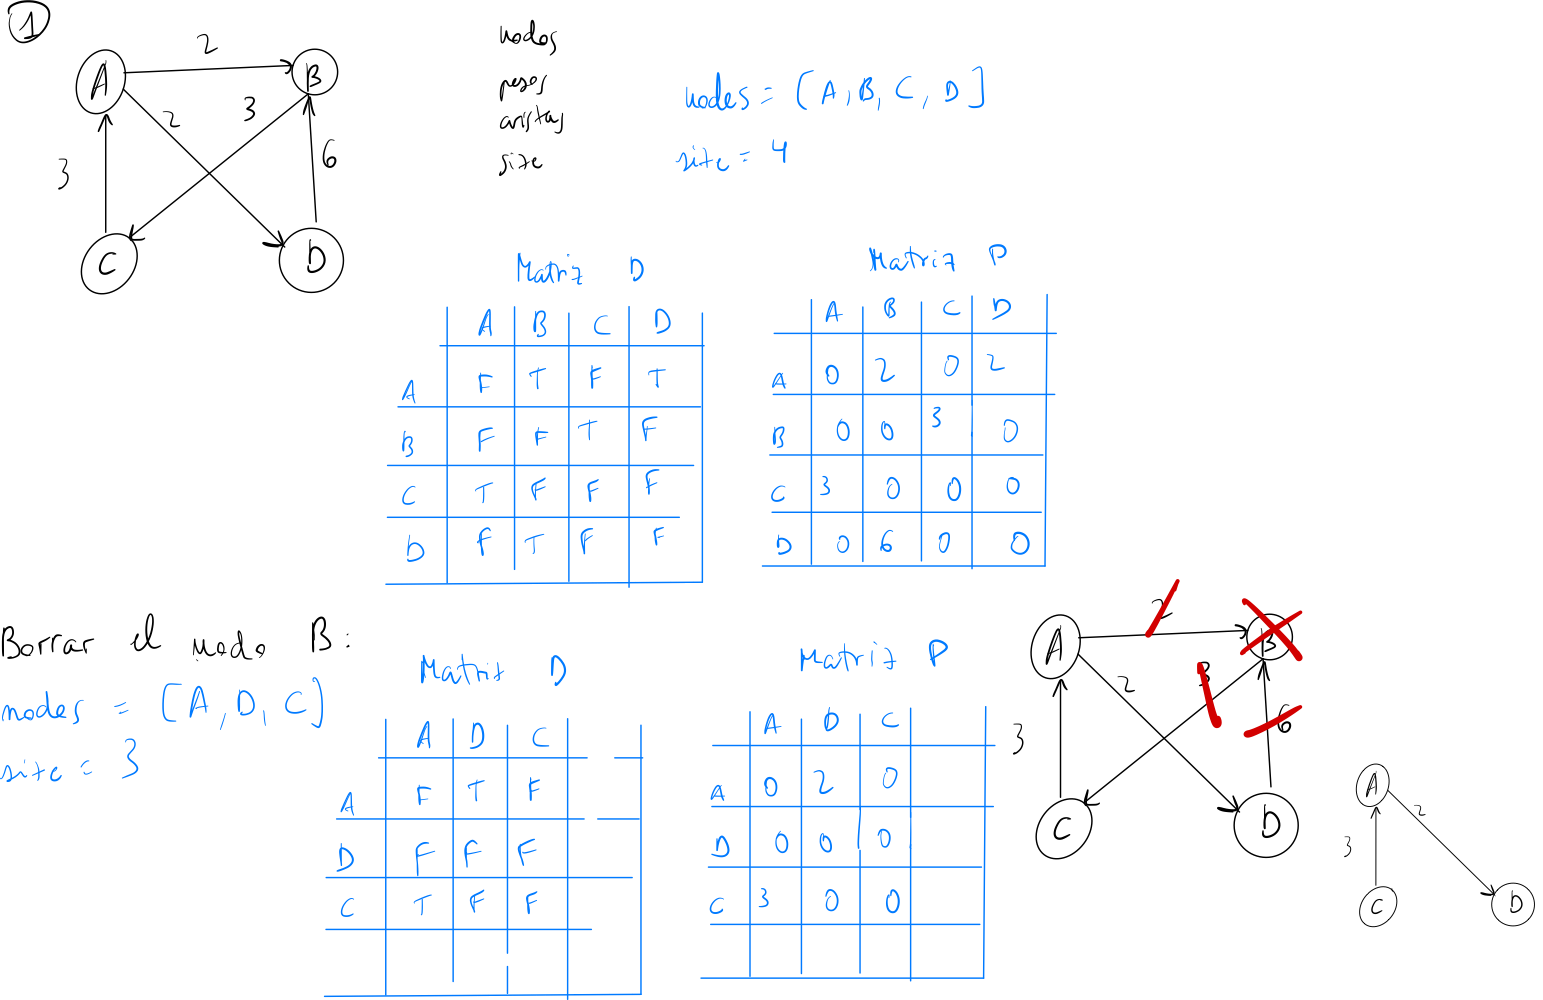 1
2
A
B
2
3
3
6
C
D
nodos
pesos
aristas
size
nodes = [A, B, C, D]
size = 4
Matriz D
A B C D
A F T F T
B F F T F
C T F F F
D F T F F
Matriz P
A B C D
A 0 2 0 2
B 0 0 3 0
C 3 0 0 0
D 0 6 0 0
Borrar el nodo B:
nodes = [A, D, C]
size = 3
Matriz D
A D C
A F T F
D F F F
C T F F
Matriz P
A D C
A 0 2 0
D 0 0 0
C 3 0 0
2
A
B
2
3
3
6
C
D
A
2
3
C
D